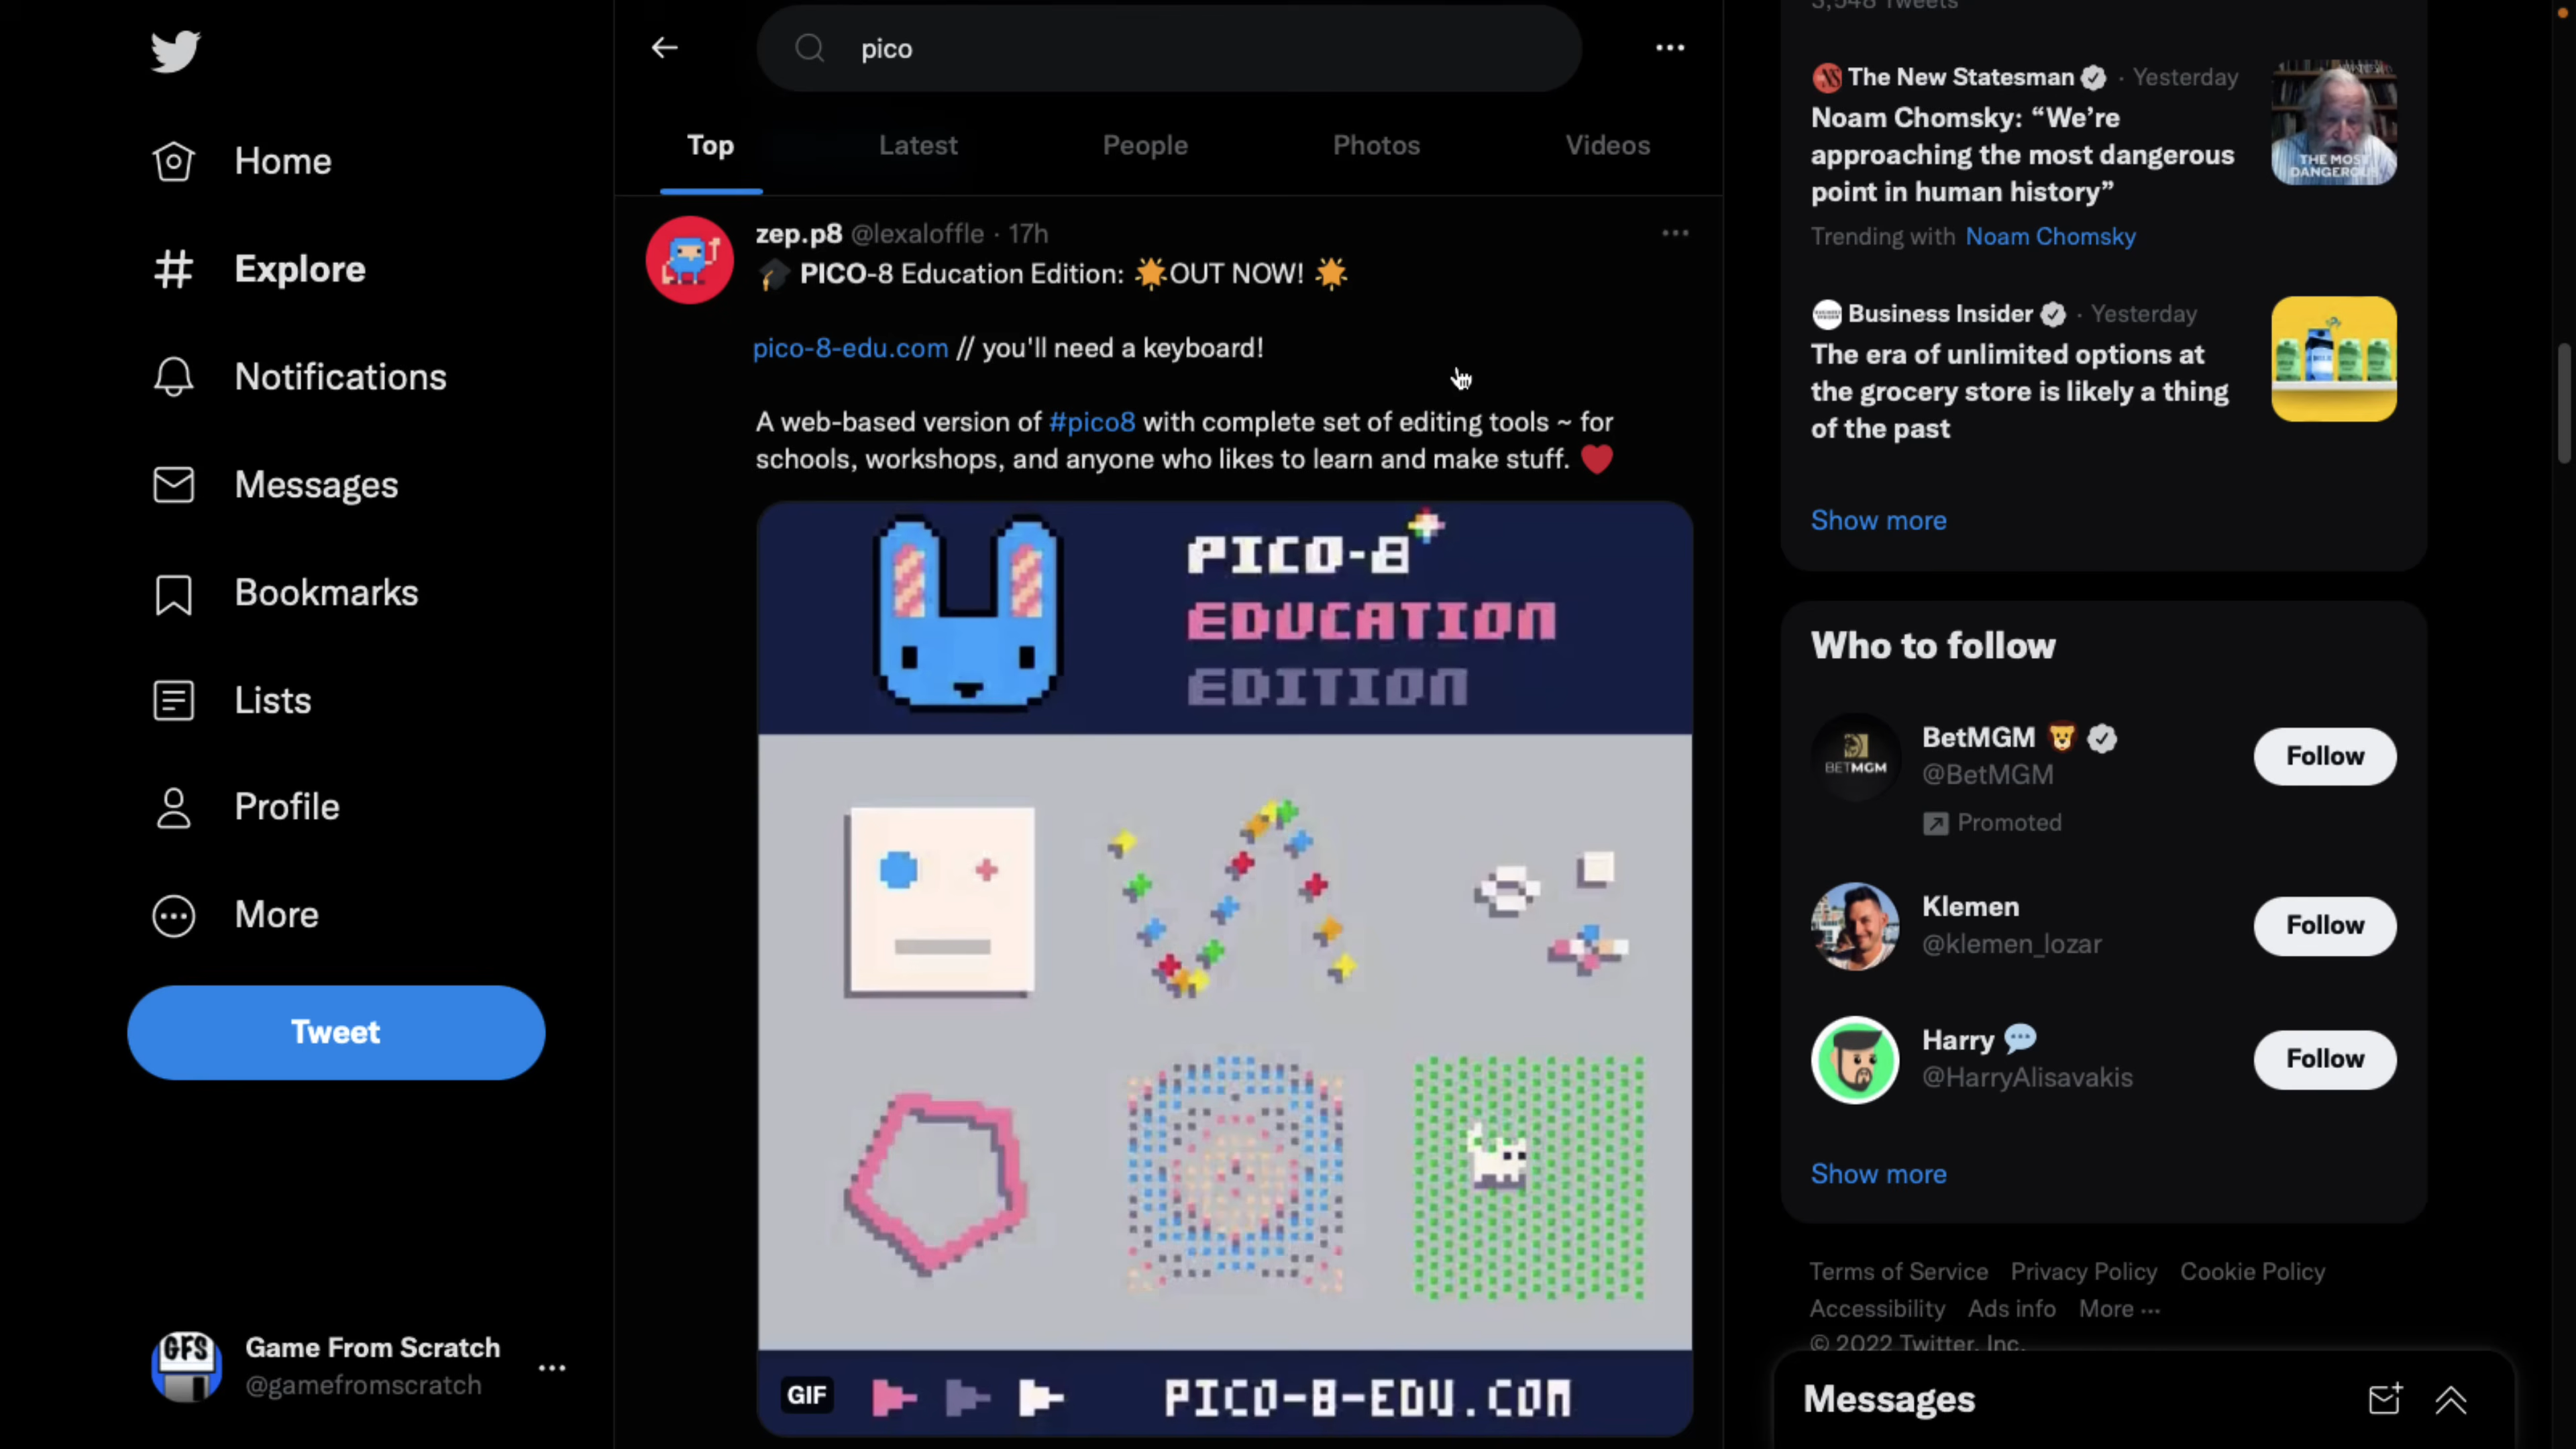 Home
Explore
Notifications
Messages
Bookmarks
Lists
Profile
More
Tweet
GFS
Game From Scratch
@gamefromscratch
pico
Top
Latest
People
Photos
Videos
zep.p8 @lexaloffle · 17h
🎓 PICO-8 Education Edition: 🌟OUT NOW! 🌟
pico-8-edu.com // you'll need a keyboard!
A web-based version of #pico8 with complete set of editing tools ~ for
schools, workshops, and anyone who likes to learn and make stuff. ❤️
PICO-8
EDUCATION
EDITION
GIF
PICO-8-EDU.COM
The New Statesman · Yesterday
Noam Chomsky: “We’re
approaching the most dangerous
point in human history”
THE MOST
Trending with Noam Chomsky
Business Insider · Yesterday
The era of unlimited options at
the grocery store is likely a thing
of the past
Show more
Who to follow
BETMGM
BetMGM 🦁
@BetMGM
Promoted
Follow
Klemen
@klemen_lozar
Follow
Harry 💬
@HarryAlisavakis
Follow
Show more
Terms of Service Privacy Policy Cookie Policy
Accessibility Ads info More ···
© 2022 Twitter, Inc.
Messages